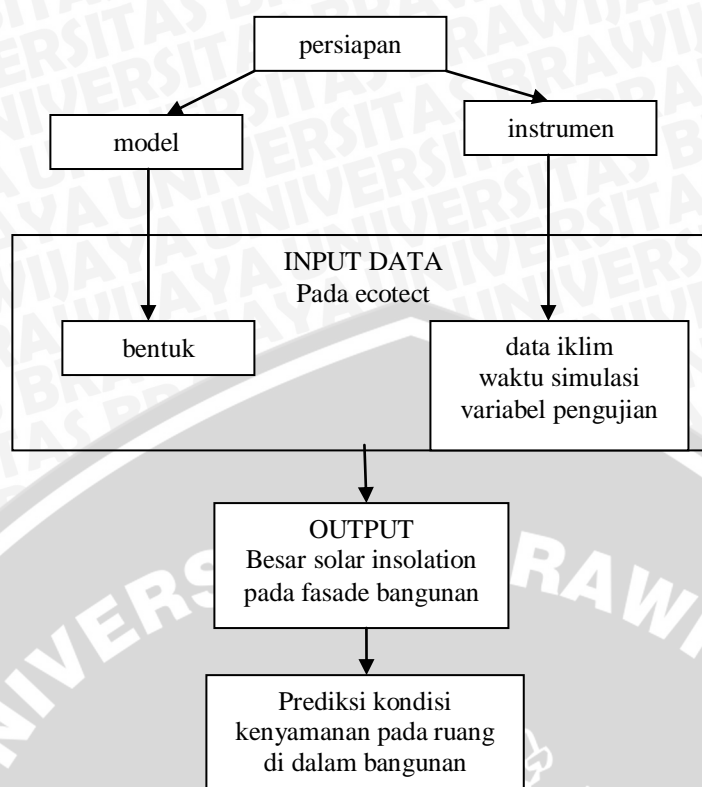 persiapan
model
instrumen
INPUT DATA
Pada ecotect
bentuk
data iklim
waktu simulasi
variabel pengujian
OUTPUT
Besar solar insolation
pada fasade bangunan
Prediksi kondisi
kenyamanan pada ruang
di dalam bangunan